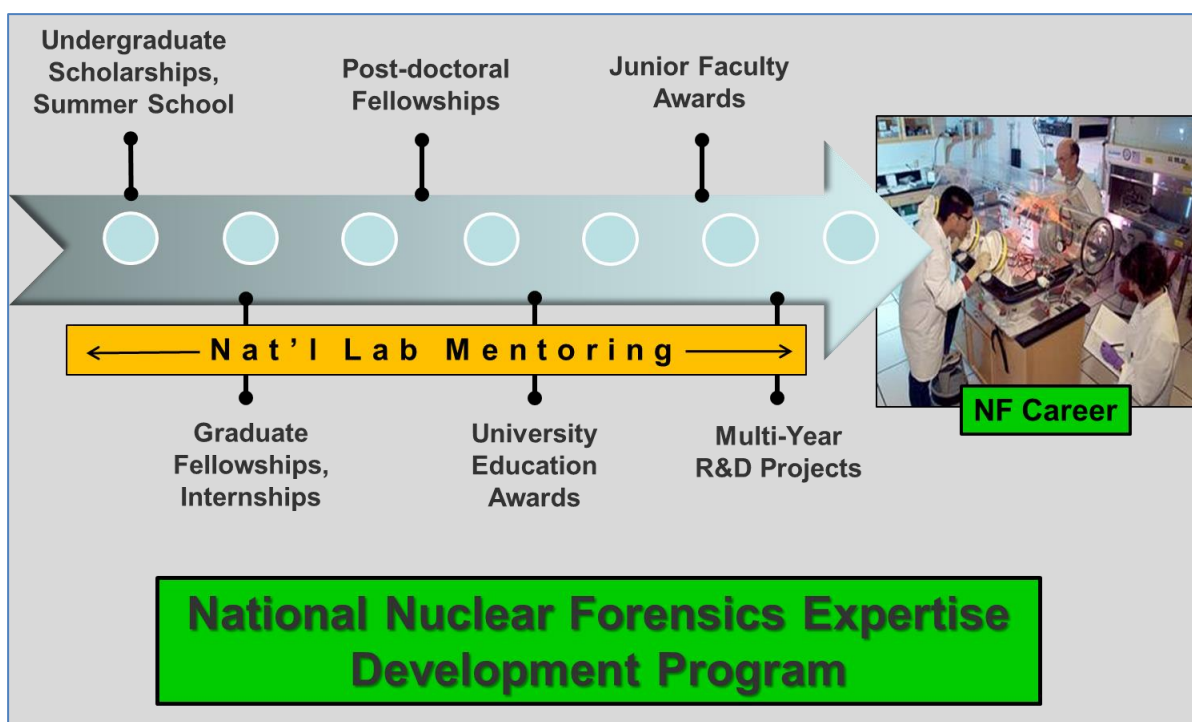 Undergraduate
Scholarships,
Summer School
Post-doctoral
Fellowships
Junior Faculty
Awards
Nat'l Lab Mentoring
NF Career
Graduate
Fellowships,
Internships
University
Education
Awards
Multi-Year
R&D Projects
National Nuclear Forensics Expertise
Development Program